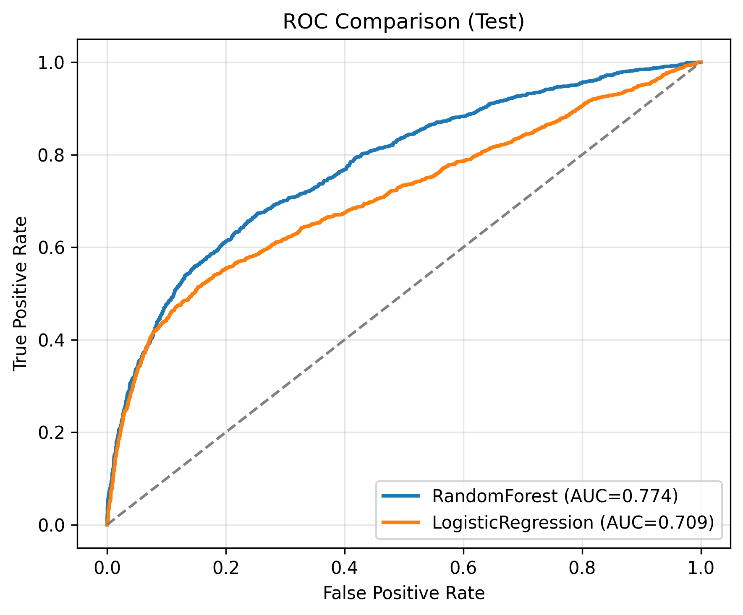 ROC Comparison (Test)
True Positive Rate
1.0
0.8
0.6
0.4
0.2
0.0
RandomForest (AUC=0.774)
LogisticRegression (AUC=0.709)
0.0 0.2 0.4 0.6 0.8 1.0
False Positive Rate